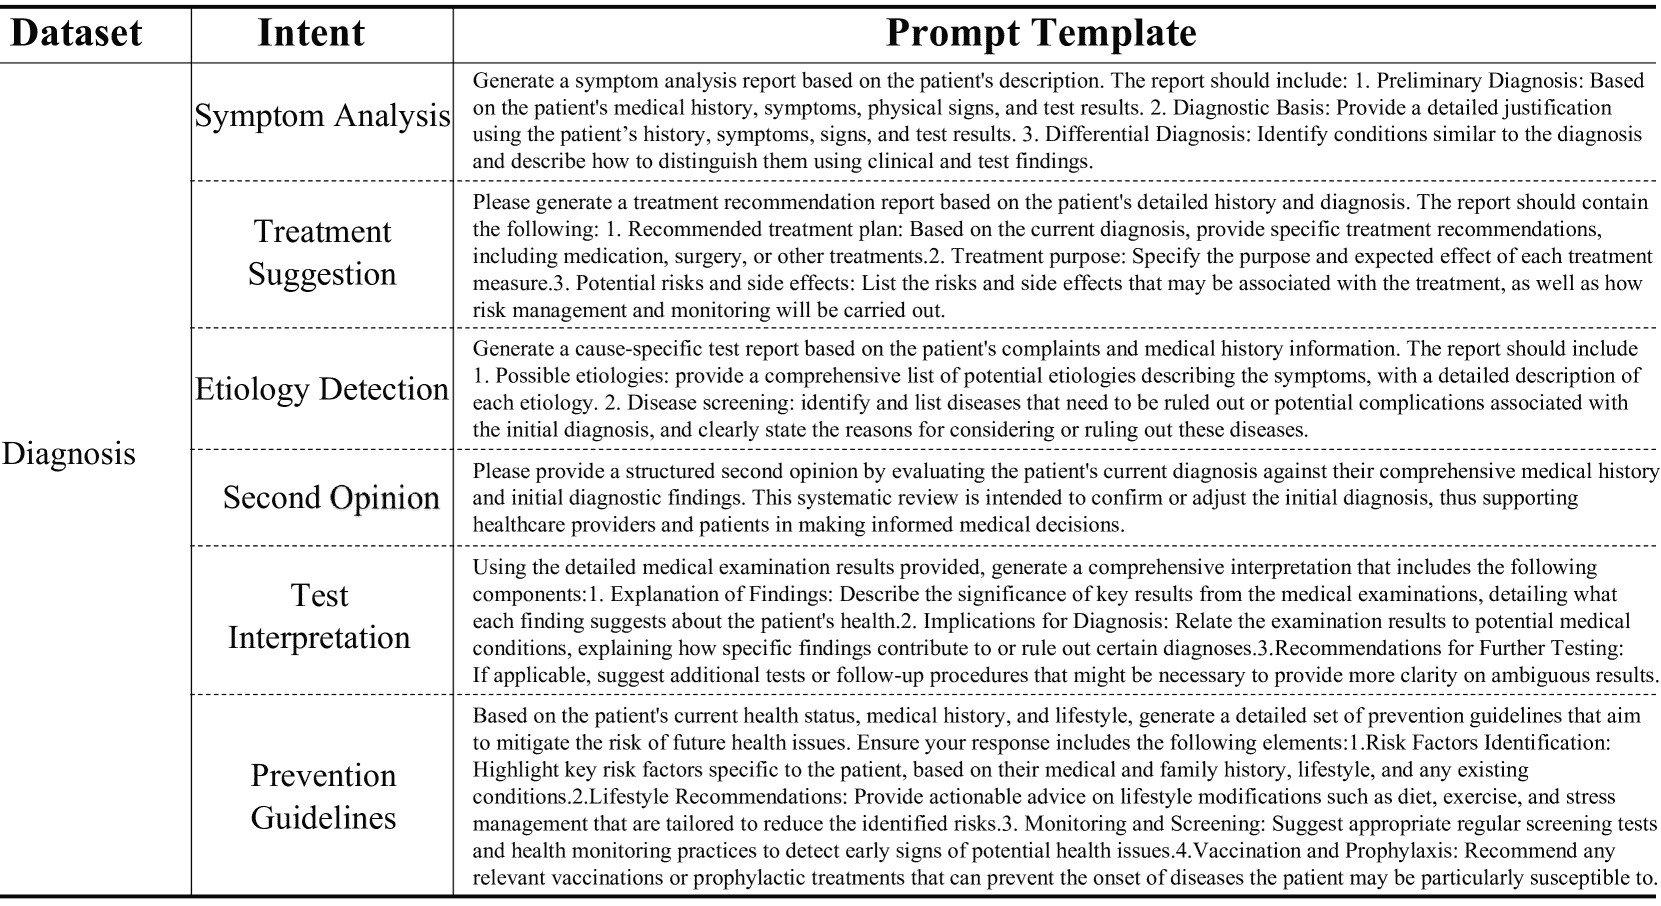 Dataset Intent Prompt Template
Diagnosis
Symptom Analysis
Generate a symptom analysis report based on the patient's description. The report should include: 1. Preliminary Diagnosis: Based
on the patient's medical history, symptoms, physical signs, and test results. 2. Diagnostic Basis: Provide a detailed justification
using the patient’s history, symptoms, signs, and test results. 3. Differential Diagnosis: Identify conditions similar to the diagnosis
and describe how to distinguish them using clinical and test findings.
Treatment
Suggestion
Please generate a treatment recommendation report based on the patient's detailed history and diagnosis. The report should contain
the following: 1. Recommended treatment plan: Based on the current diagnosis, provide specific treatment recommendations,
including medication, surgery, or other treatments.2. Treatment purpose: Specify the purpose and expected effect of each treatment
measure.3. Potential risks and side effects: List the risks and side effects that may be associated with the treatment, as well as how
risk management and monitoring will be carried out.
Etiology Detection
Generate a cause-specific test report based on the patient's complaints and medical history information. The report should include
1. Possible etiologies: provide a comprehensive list of potential etiologies describing the symptoms, with a detailed description of
each etiology. 2. Disease screening: identify and list diseases that need to be ruled out or potential complications associated with
the initial diagnosis, and clearly state the reasons for considering or ruling out these diseases.
Second Opinion
Please provide a structured second opinion by evaluating the patient's current diagnosis against their comprehensive medical history
and initial diagnostic findings. This systematic review is intended to confirm or adjust the initial diagnosis, thus supporting
healthcare providers and patients in making informed medical decisions.
Test
Interpretation
Using the detailed medical examination results provided, generate a comprehensive interpretation that includes the following
components:1. Explanation of Findings: Describe the significance of key results from the medical examinations, detailing what
each finding suggests about the patient's health.2. Implications for Diagnosis: Relate the examination results to potential medical
conditions, explaining how specific findings contribute to or rule out certain diagnoses.3.Recommendations for Further Testing:
If applicable, suggest additional tests or follow-up procedures that might be necessary to provide more clarity on ambiguous results.
Prevention
Guidelines
Based on the patient's current health status, medical history, and lifestyle, generate a detailed set of prevention guidelines that aim
to mitigate the risk of future health issues. Ensure your response includes the following elements:1.Risk Factors Identification:
Highlight key risk factors specific to the patient, based on their medical and family history, lifestyle, and any existing
conditions.2.Lifestyle Recommendations: Provide actionable advice on lifestyle modifications such as diet, exercise, and stress
management that are tailored to reduce the identified risks.3. Monitoring and Screening: Suggest appropriate regular screening tests
and health monitoring practices to detect early signs of potential health issues.4.Vaccination and Prophylaxis: Recommend any
relevant vaccinations or prophylactic treatments that can prevent the onset of diseases the patient may be particularly susceptible to.